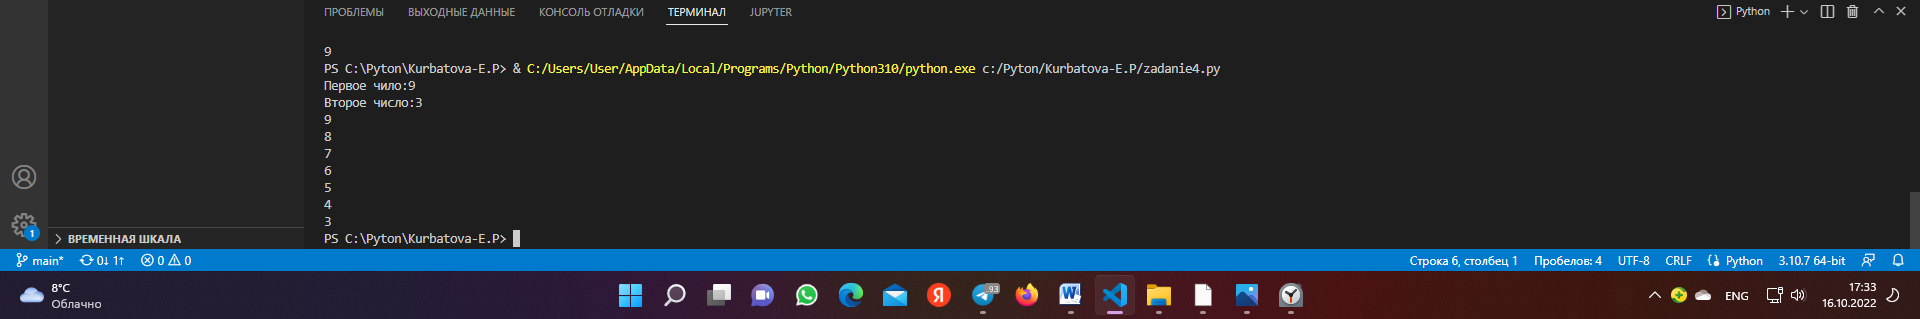 ПРОБЛЕМЫ ВЫХОДНЫЕ ДАННЫЕ КОНСОЛЬ ОТЛАДКИ ТЕРМИНАЛ JUPYTER Python
9
PS C:\Pyton\Kurbatova-E.P> & C:/Users/User/AppData/Local/Programs/Python/Python310/python.exe c:/Pyton/Kurbatova-E.P/zadanie4.py
Первое чило:9
Второе число:3
9
8
7
6
5
4
3
PS C:\Pyton\Kurbatova-E.P>
1
ВРЕМЕННАЯ ШКАЛА
main* 0↓ 1↑ 0 0 Строка 6, столбец 1 Пробелов: 4 UTF-8 CRLF Python 3.10.7 64-bit
8°C
Облачно
Я
93
W
ENG
17:33
16.10.2022